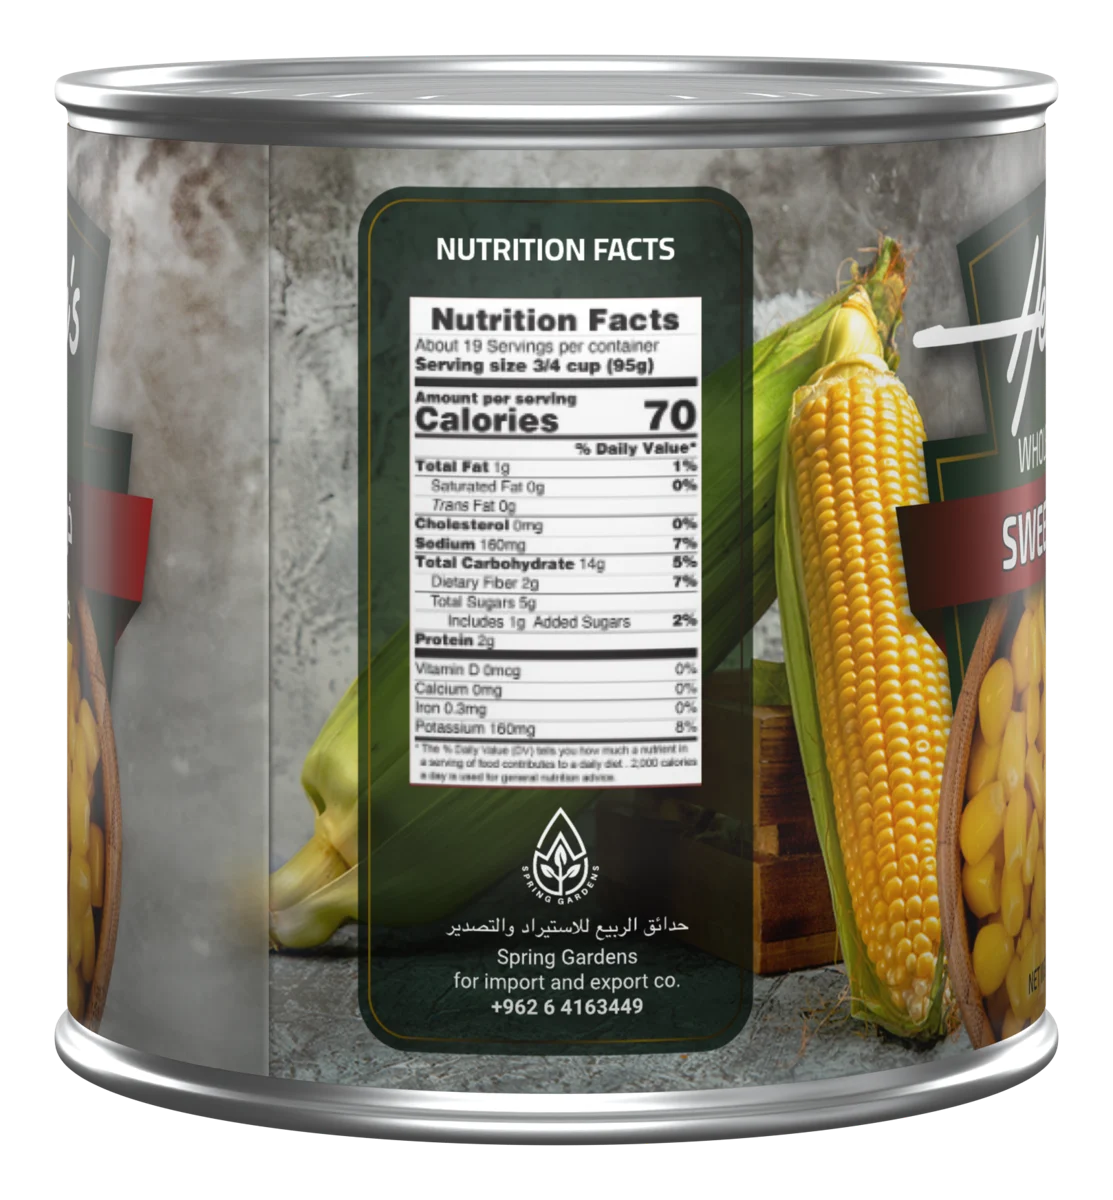 NUTRITION FACTS
Nutrition Facts
About 19 Servings per container
Serving size 3/4 cup (95g)
Amount per serving
Calories 70
% Daily Value*
Total Fat 1g 1%
Saturated Fat 0g 0%
Trans Fat 0g
Cholesterol 0mg 0%
Sodium 160mg 7%
Total Carbohydrate 14g 5%
Dietary Fiber 2g 7%
Total Sugars 5g
Includes 1g Added Sugars 2%
Protein 2g
Vitamin D 0mcg 0%
Calcium 0mg 0%
Iron 0.3mg 0%
Potassium 160mg 8%
* The % Daily Value (DV) tells you how much a nutrient in
a serving of food contributes to a daily diet . 2,000 calories
a day is used for general nutrition advice.
SPRING GARDENS
حدائق الربيع للاستيراد والتصدير
Spring Gardens
for import and export co.
+962 6 4163449
's
WHO
SWEE
NET